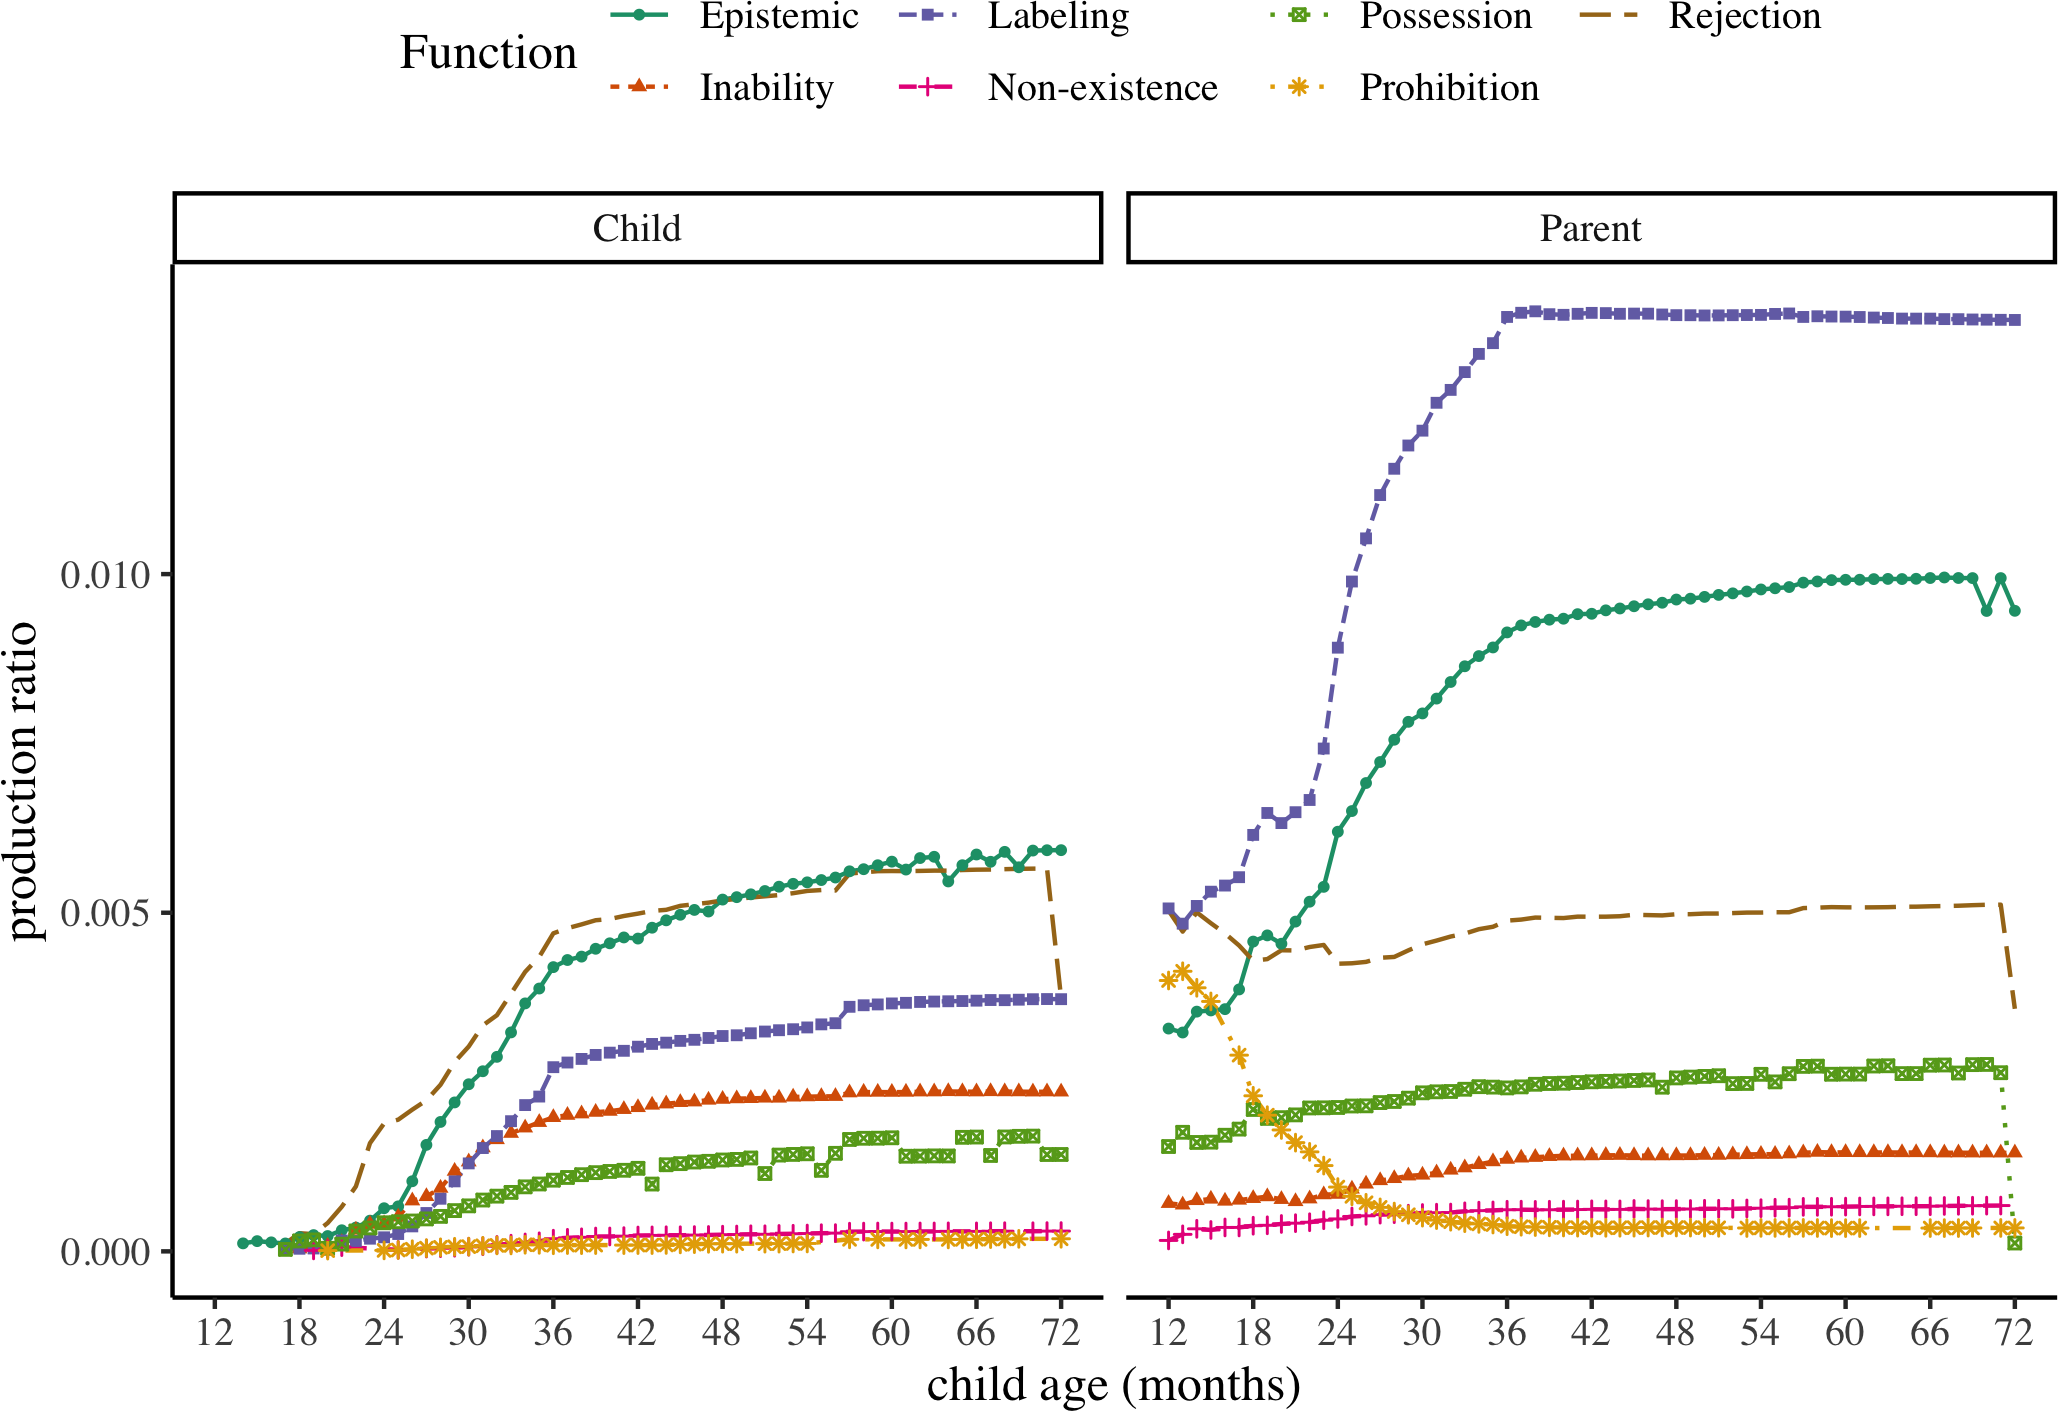 Function
Epistemic Labeling Possession Rejection
Inability Non-existence Prohibition
Child Parent
production ratio
0.010
0.005
0.000
12 18 24 30 36 42 48 54 60 66 72 12 18 24 30 36 42 48 54 60 66 72
child age (months)